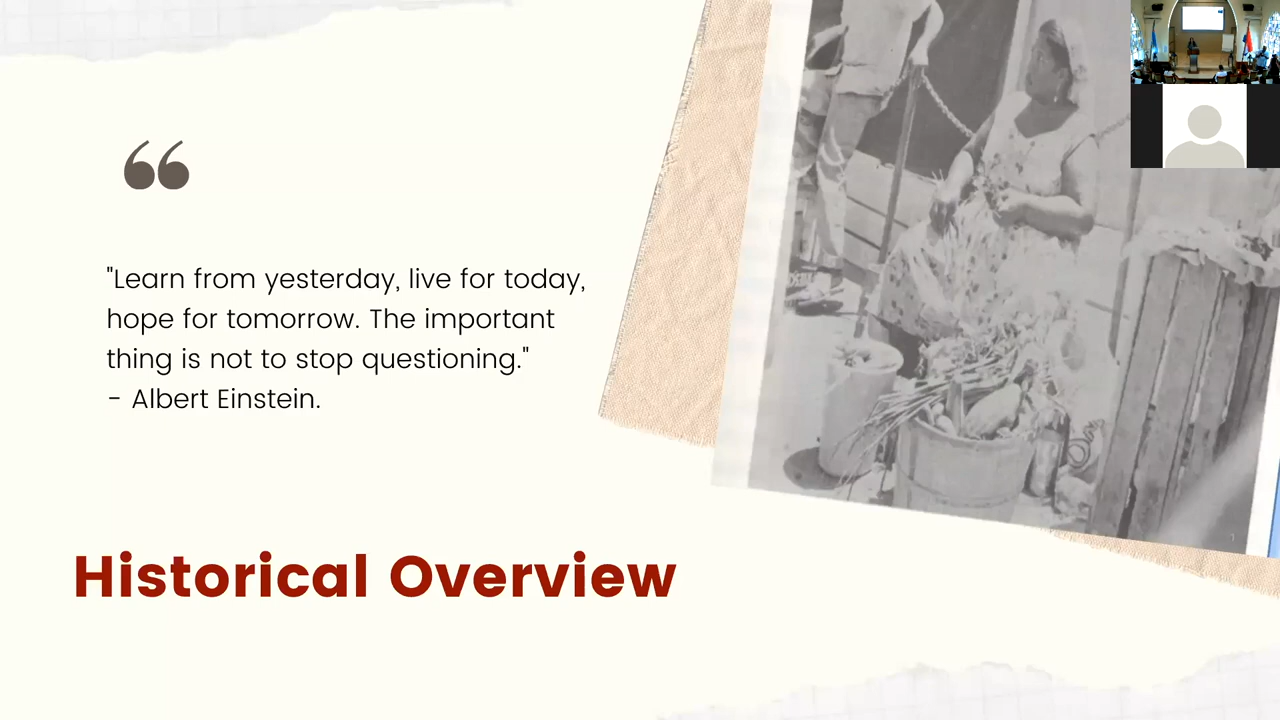 "Learn from yesterday, live for today,
hope for tomorrow. The important
thing is not to stop questioning."
- Albert Einstein.
Historical Overview